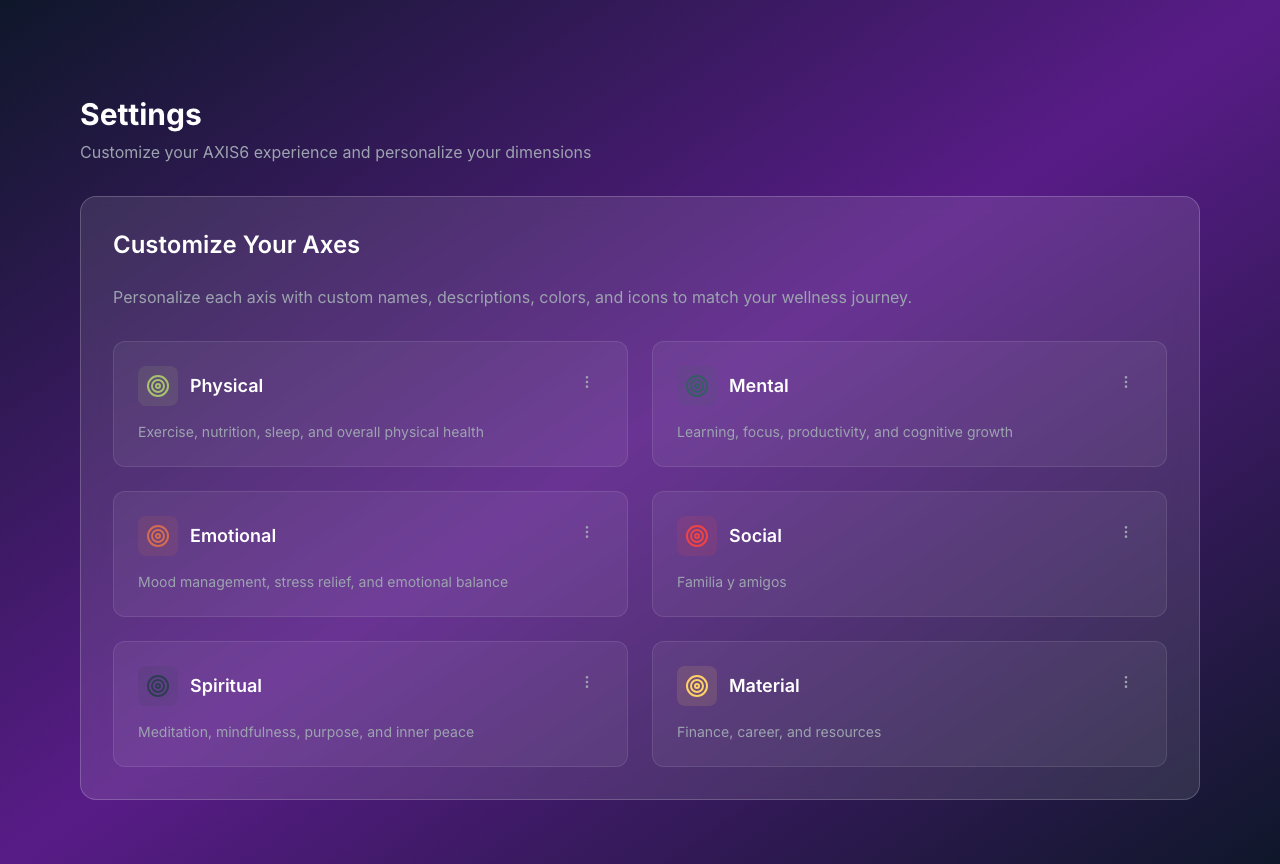 Settings
Customize your AXIS6 experience and personalize your dimensions
Customize Your Axes
Personalize each axis with custom names, descriptions, colors, and icons to match your wellness journey.
Physical
Exercise, nutrition, sleep, and overall physical health
Mental
Learning, focus, productivity, and cognitive growth
Emotional
Mood management, stress relief, and emotional balance
Social
Familia y amigos
Spiritual
Meditation, mindfulness, purpose, and inner peace
Material
Finance, career, and resources